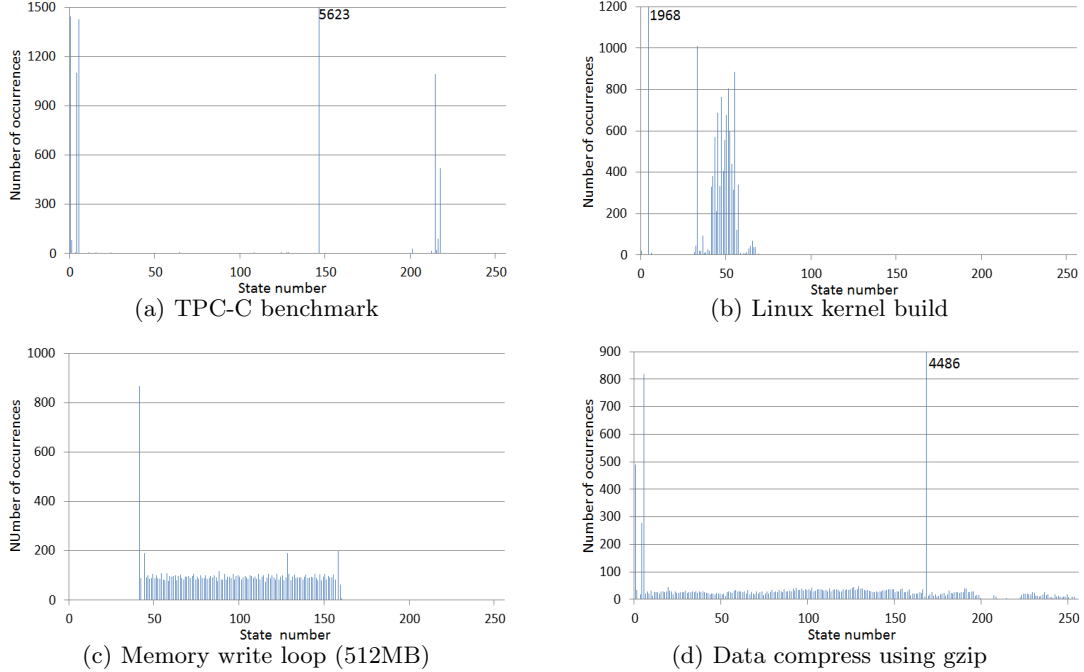 1500
1200
900
600
300
0
Number of occurrences
5623
0 50 100 150 200 250
State number
(a) TPC-C benchmark
1200
1000
800
600
400
200
0
Number of occurrences
1968
0 50 100 150 200 250
State number
(b) Linux kernel build
1000
800
600
400
200
0
NUmber of occurrences
0 50 100 150 200 250
State number
(c) Memory write loop (512MB)
900
800
700
600
500
400
300
200
100
0
Number of occurrences
4486
0 50 100 150 200 250
State number
(d) Data compress using gzip